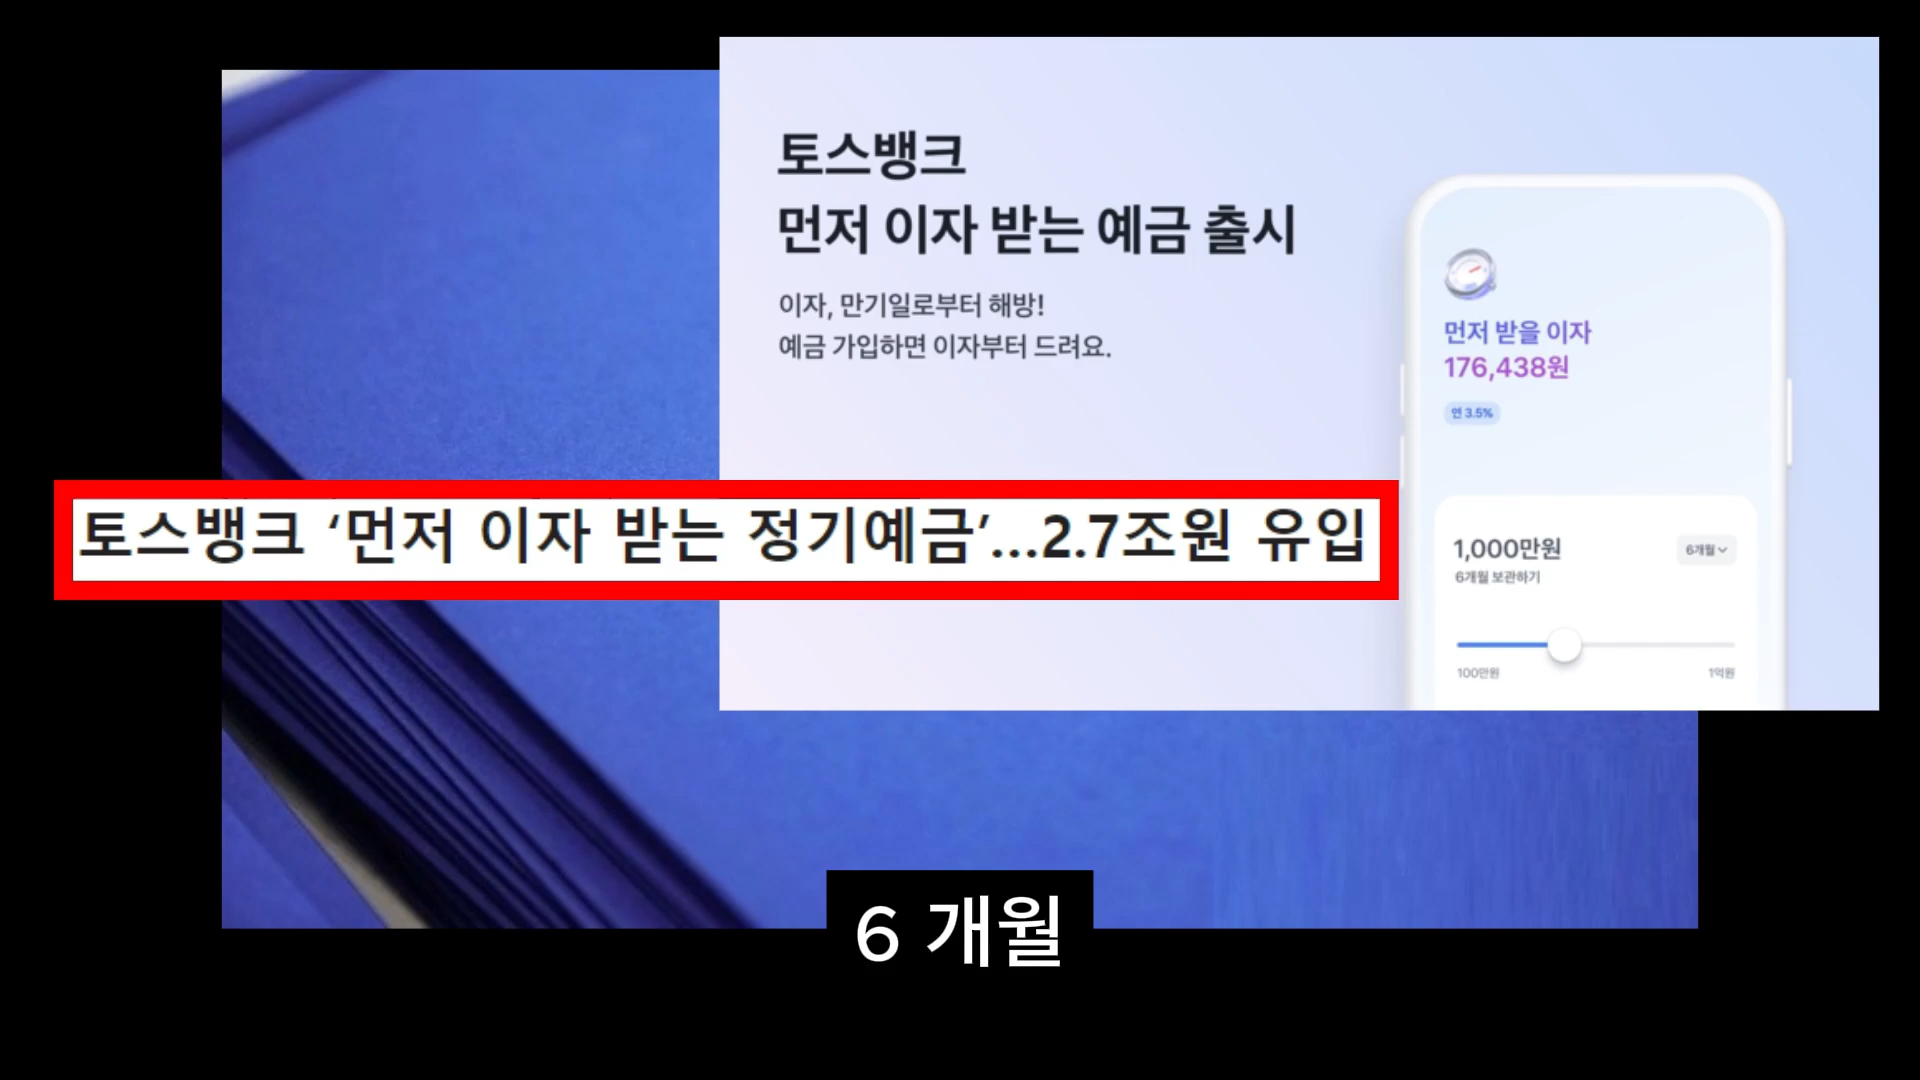 토스뱅크
먼저 이자 받는 예금 출시
이자, 만기일로부터 해방!
예금 가입하면 이자부터 드려요.
먼저 받을 이자
176,438원
연 3.5%
토스뱅크 ‘먼저 이자 받는 정기예금’...2.7조원 유입
1,000만원
6개월
6개월 보관하기
100만원
1억원
6 개월